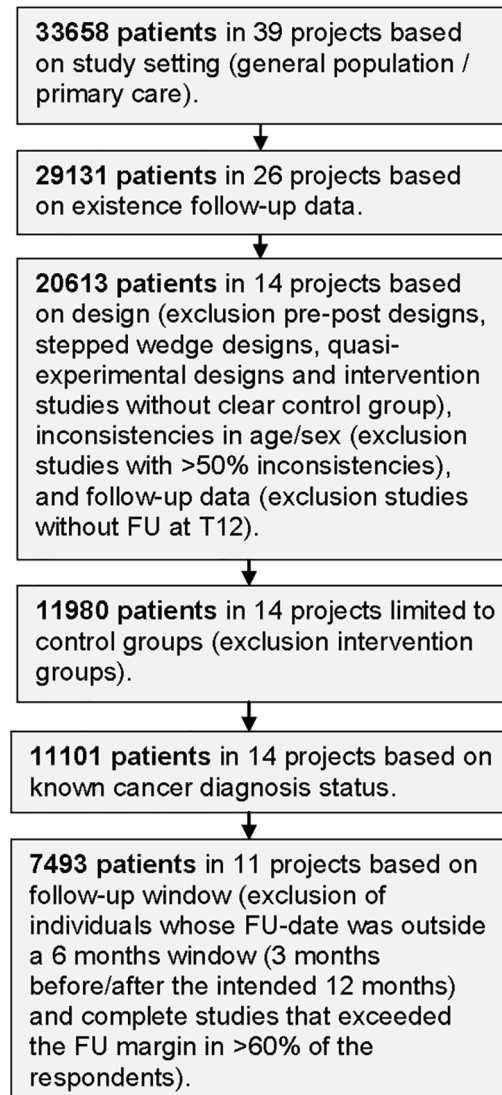 33658 patients in 39 projects based
on study setting (general population /
primary care).
29131 patients in 26 projects based
on existence follow-up data.
20613 patients in 14 projects based
on design (exclusion pre-post designs,
stepped wedge designs, quasi-
experimental designs and intervention
studies without clear control group),
inconsistencies in age/sex (exclusion
studies with >50% inconsistencies),
and follow-up data (exclusion studies
without FU at T12).
11980 patients in 14 projects limited to
control groups (exclusion intervention
groups).
11101 patients in 14 projects based on
known cancer diagnosis status.
7493 patients in 11 projects based on
follow-up window (exclusion of
individuals whose FU-date was outside
a 6 months window (3 months
before/after the intended 12 months)
and complete studies that exceeded
the FU margin in >60% of the
respondents).